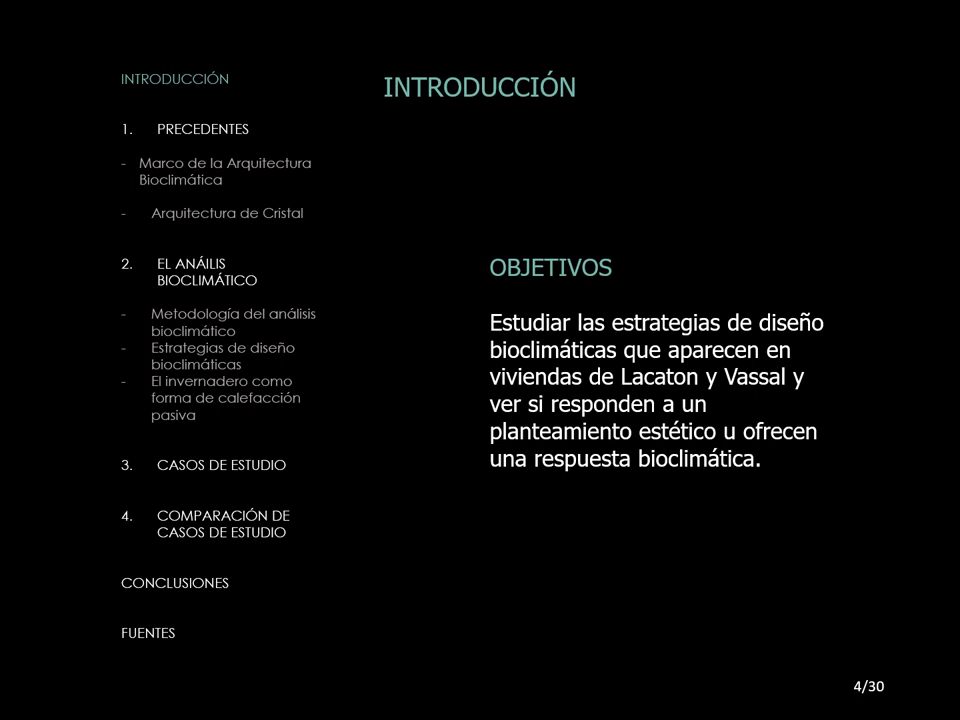 INTRODUCCIÓN
1. PRECEDENTES
- Marco de la Arquitectura
Bioclimática
- Arquitectura de Cristal
2. EL ANÁILIS
BIOCLIMÁTICO
- Metodología del análisis
bioclimático
- Estrategias de diseño
bioclimáticas
- El invernadero como
forma de calefacción
pasiva
3. CASOS DE ESTUDIO
4. COMPARACIÓN DE
CASOS DE ESTUDIO
CONCLUSIONES
FUENTES
INTRODUCCIÓN
OBJETIVOS
Estudiar las estrategias de diseño
bioclimáticas que aparecen en
viviendas de Lacaton y Vassal y
ver si responden a un
planteamiento estético u ofrecen
una respuesta bioclimática.
4/30